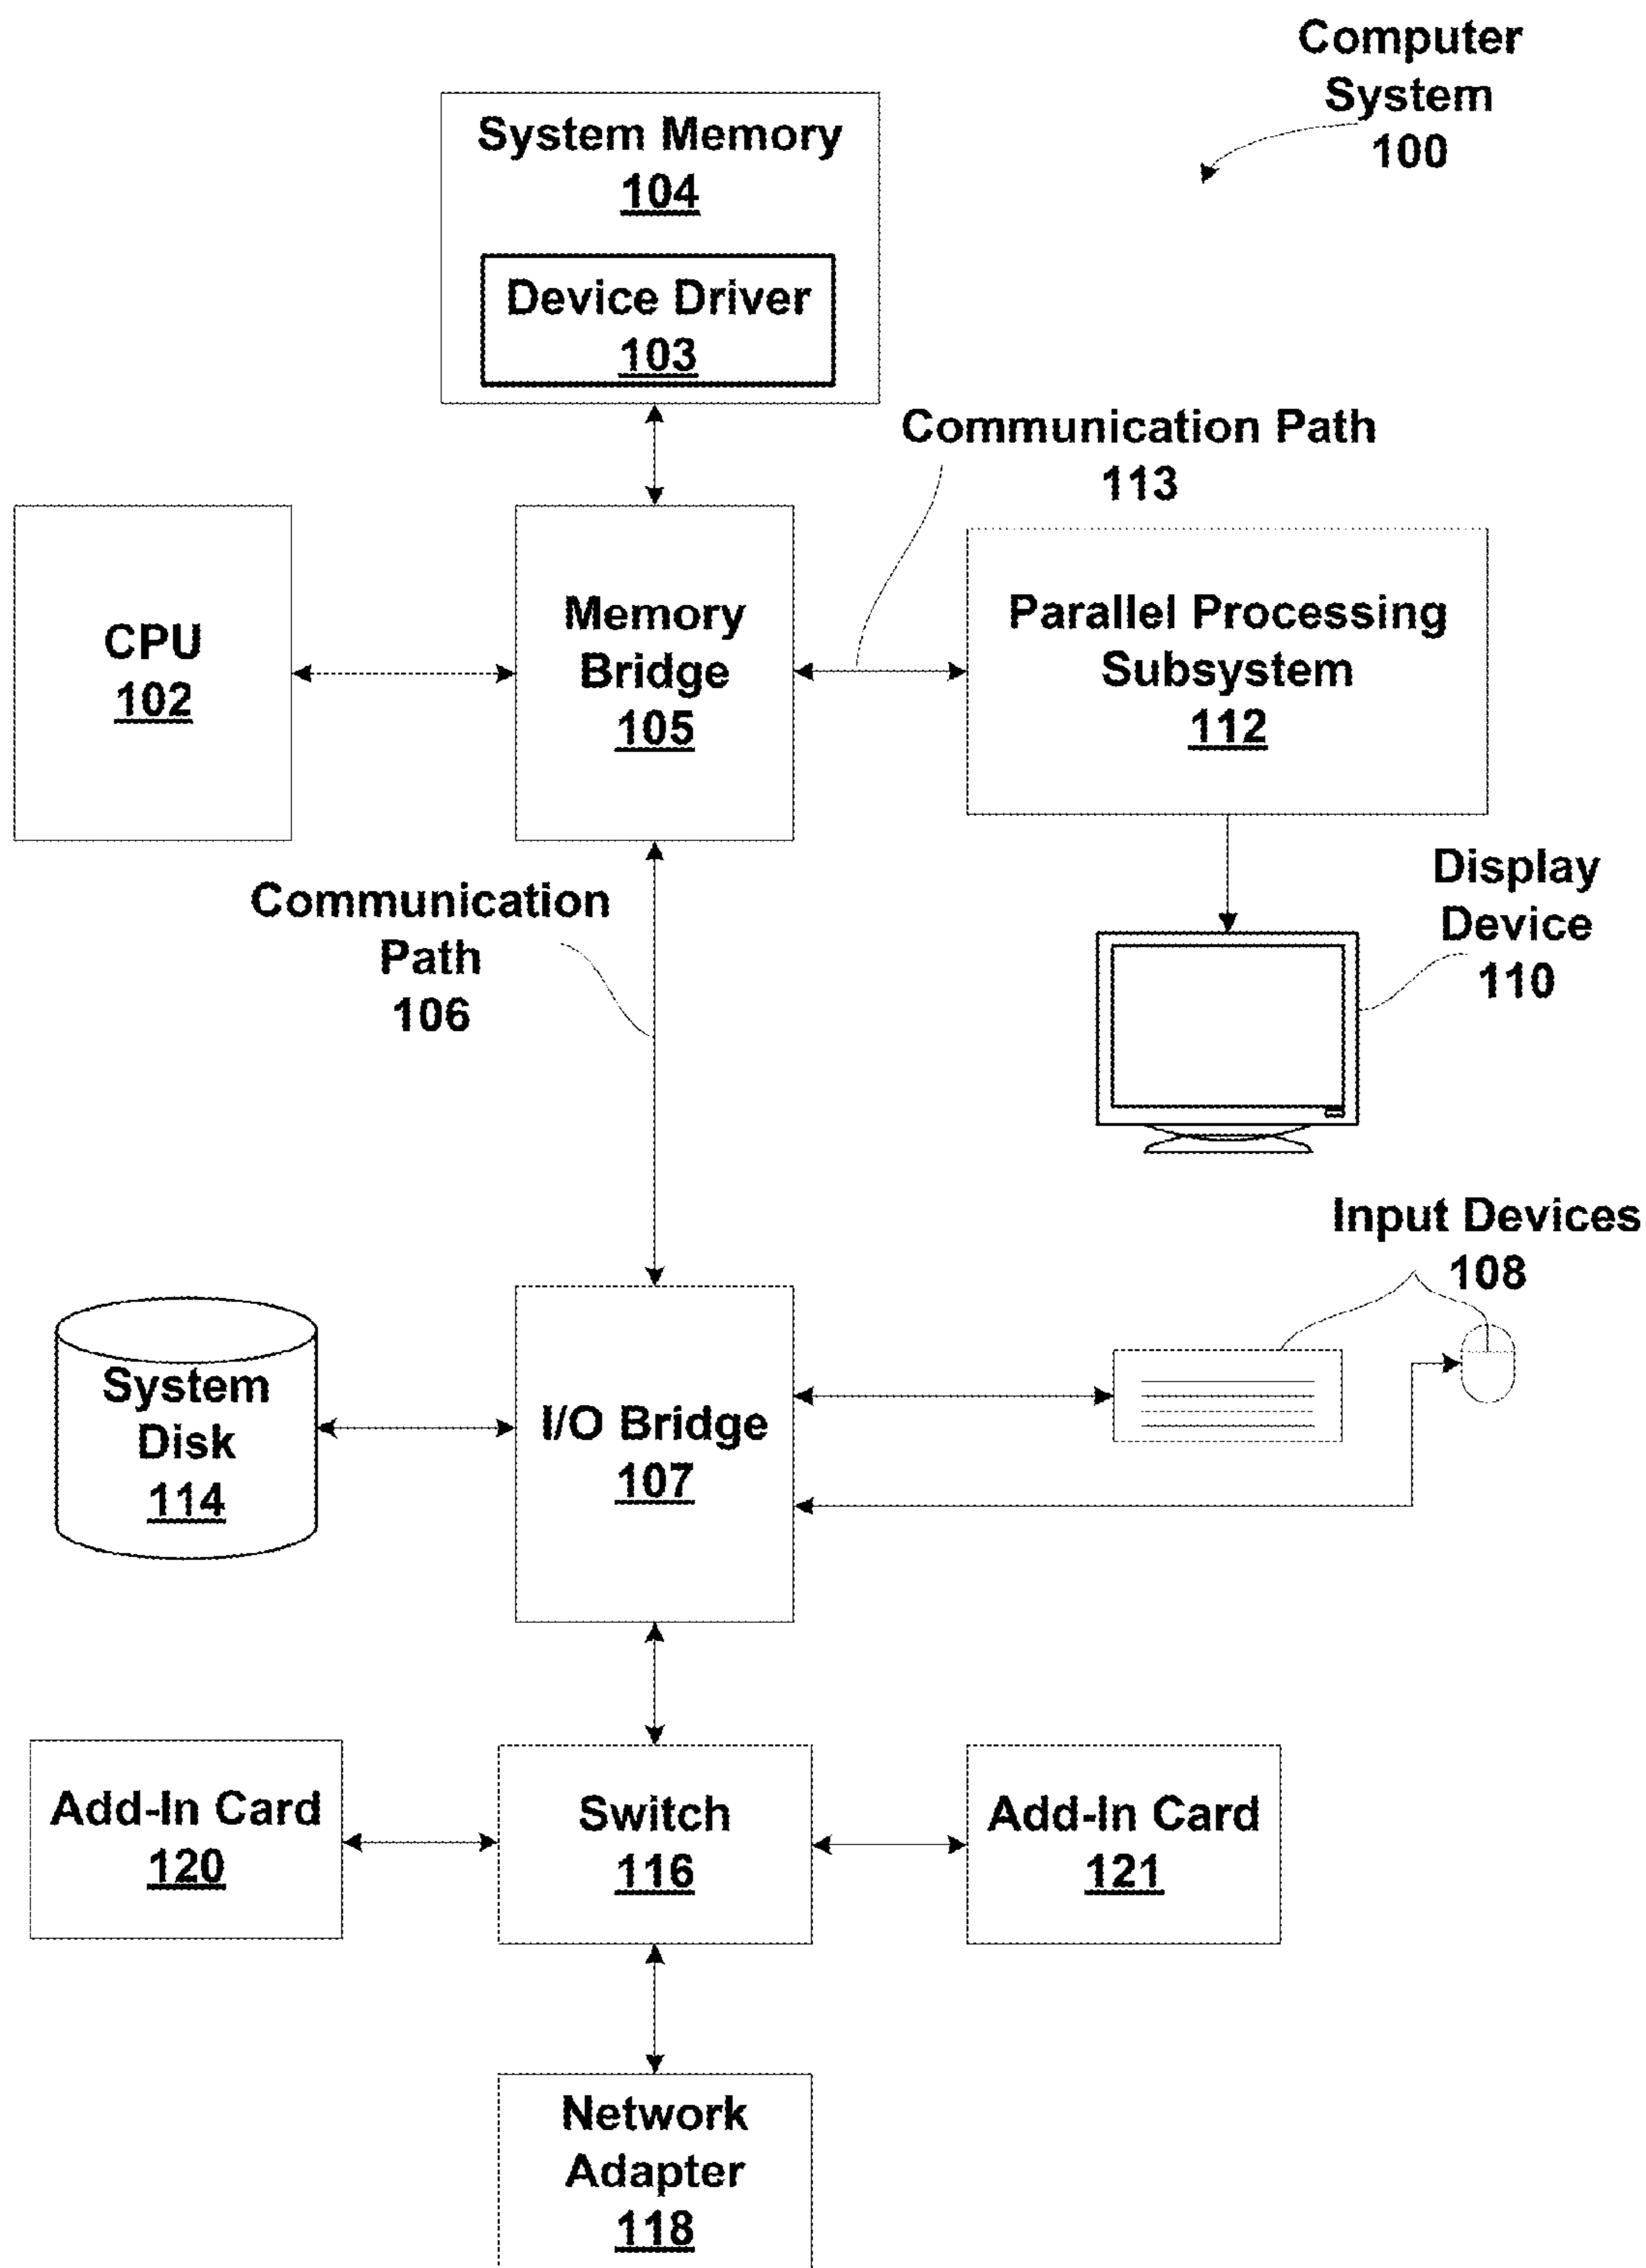 Computer
System
100
System Memory
104
Device Driver
103
Communication Path
113
CPU
102
Memory
Bridge
105
Parallel Processing
Subsystem
112
Communication
Path
106
Display
Device
110
Input Devices
108
System
Disk
114
I/O Bridge
107
Add-In Card
120
Switch
116
Add-In Card
121
Network
Adapter
118